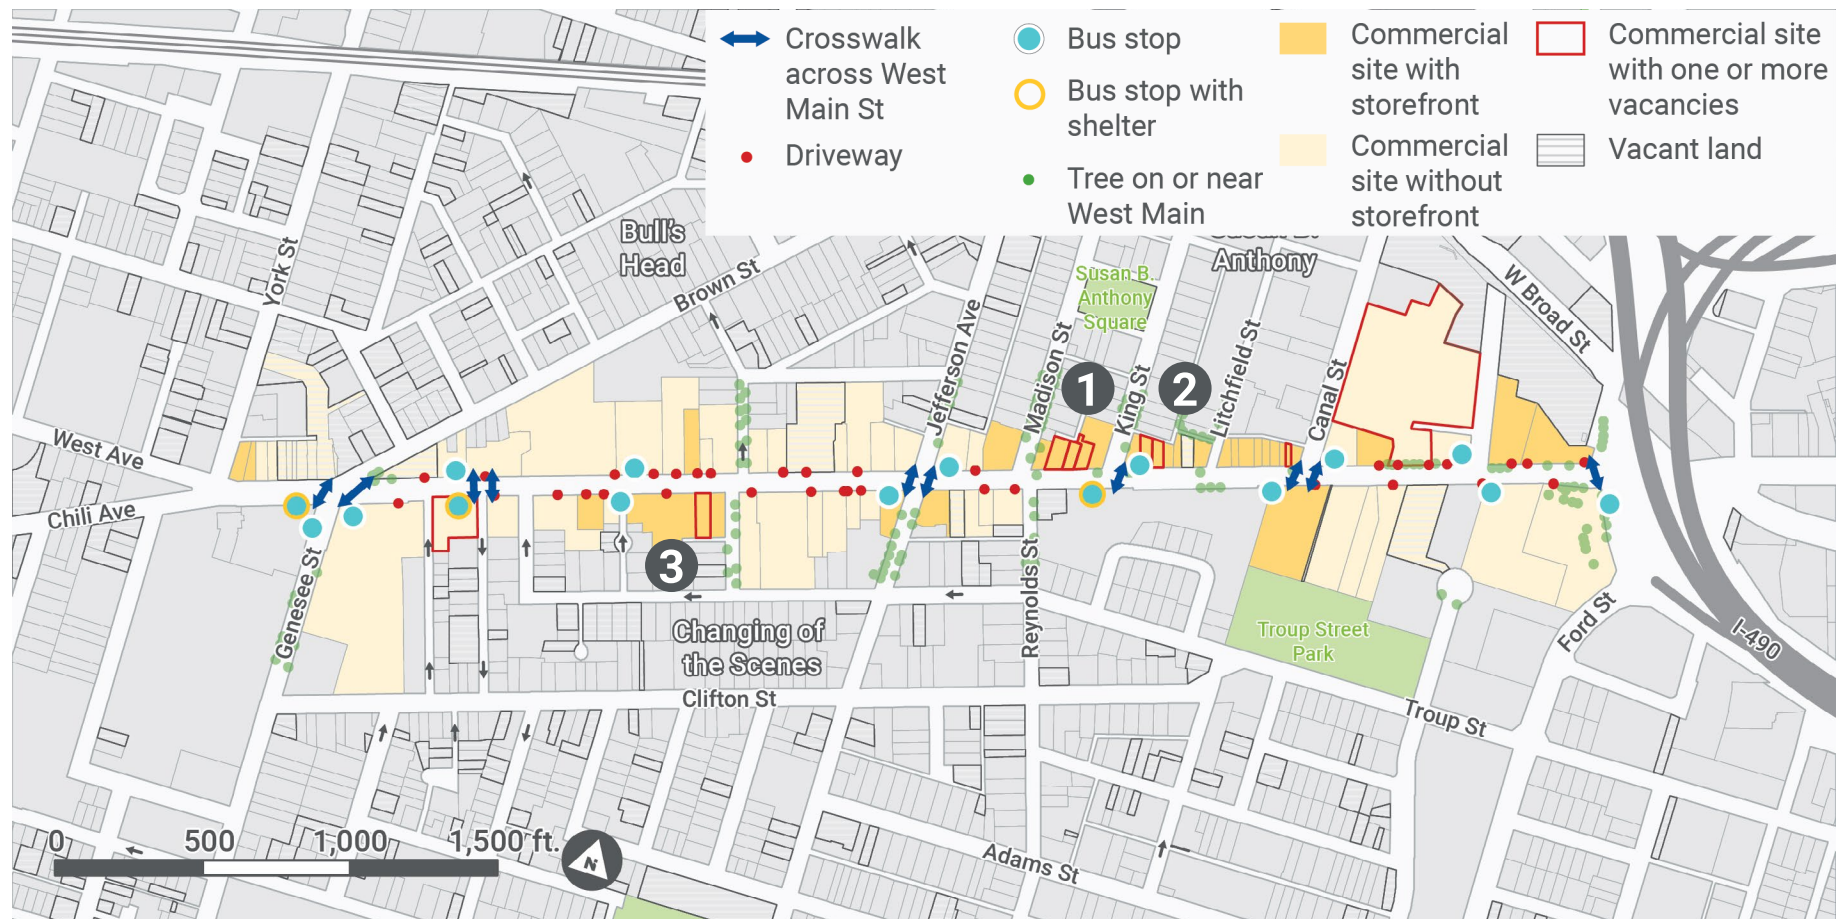 Crosswalk
across West
Main St
Driveway
Bus stop
Bus stop with
shelter
Tree on or near
West Main
Commercial
site with
storefront
Commercial
site without
storefront
Commercial site
with one or more
vacancies
Vacant land
Bull's
Head
Anthony
Susan B.
Anthony
Square
York St
Brown St
Jefferson Ave
Madison St
King St
Litchfield St
Canal St
W Broad St
1
2
3
West Ave
Chili Ave
Genesee St
Reynolds St
Changing of
the Scenes
Clifton St
Troup Street
Park
Ford St
I-490
Troup St
Adams St
0
500
1,000
1,500 ft.
N